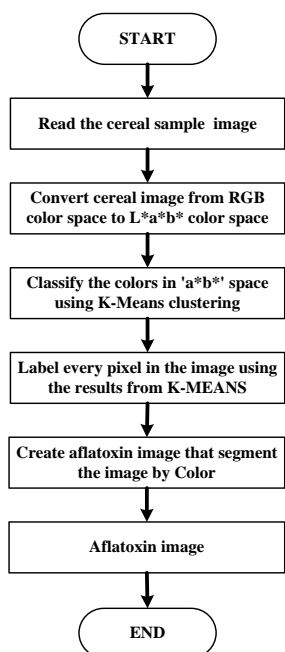 START
Read the cereal sample image
Convert cereal image from RGB
color space to L*a*b* color space
Classify the colors in 'a*b*' space
using K-Means clustering
Label every pixel in the image using
the results from K-MEANS
Create aflatoxin image that segment
the image by Color
Aflatoxin image
END